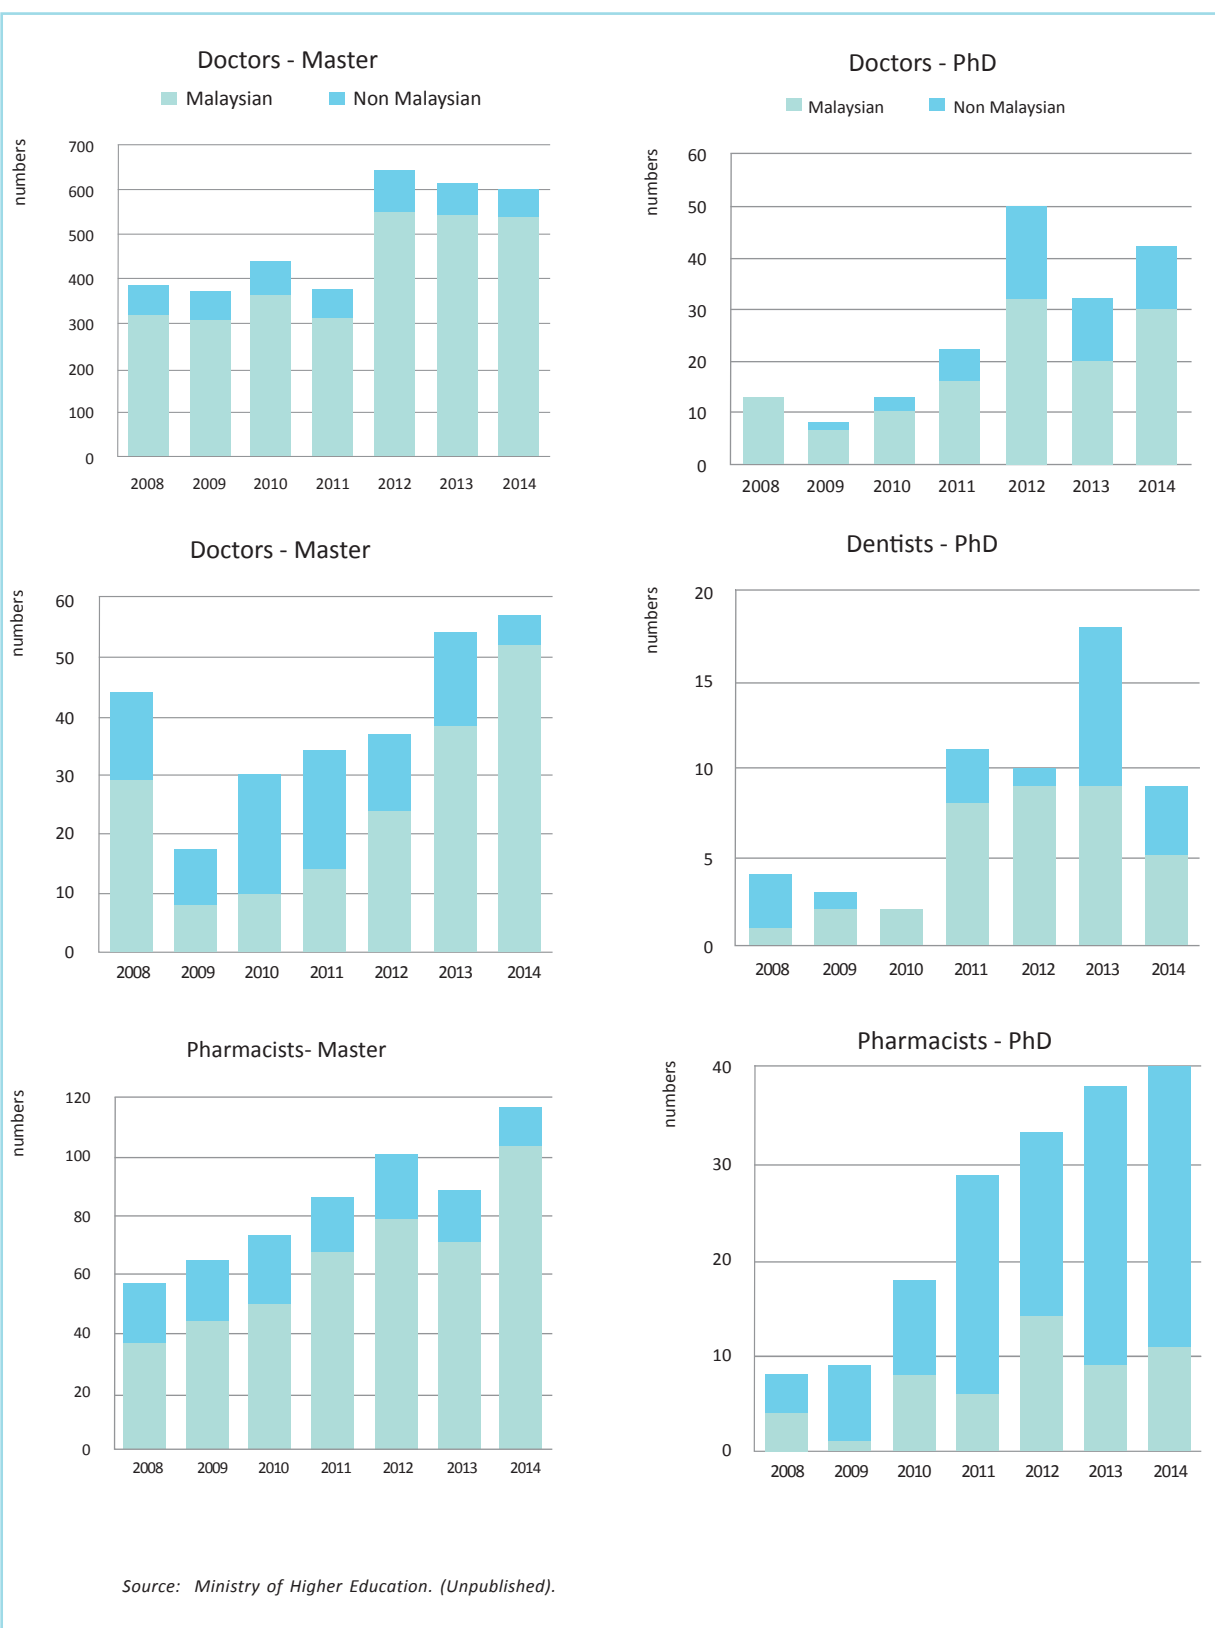 Doctors - Master
Malaysian Non Malaysian
numbers
700
600
500
400
300
200
100
0
2008 2009 2010 2011 2012 2013 2014
Doctors - PhD
Malaysian Non Malaysian
numbers
60
50
40
30
20
10
0
2008 2009 2010 2011 2012 2013 2014
Doctors - Master
numbers
60
50
40
30
20
10
0
2008 2009 2010 2011 2012 2013 2014
Dentists - PhD
numbers
20
15
10
5
0
2008 2009 2010 2011 2012 2013 2014
Pharmacists- Master
numbers
120
100
80
60
40
20
0
2008 2009 2010 2011 2012 2013 2014
Pharmacists - PhD
numbers
40
30
20
10
0
2008 2009 2010 2011 2012 2013 2014
Source: Ministry of Higher Education. (Unpublished).